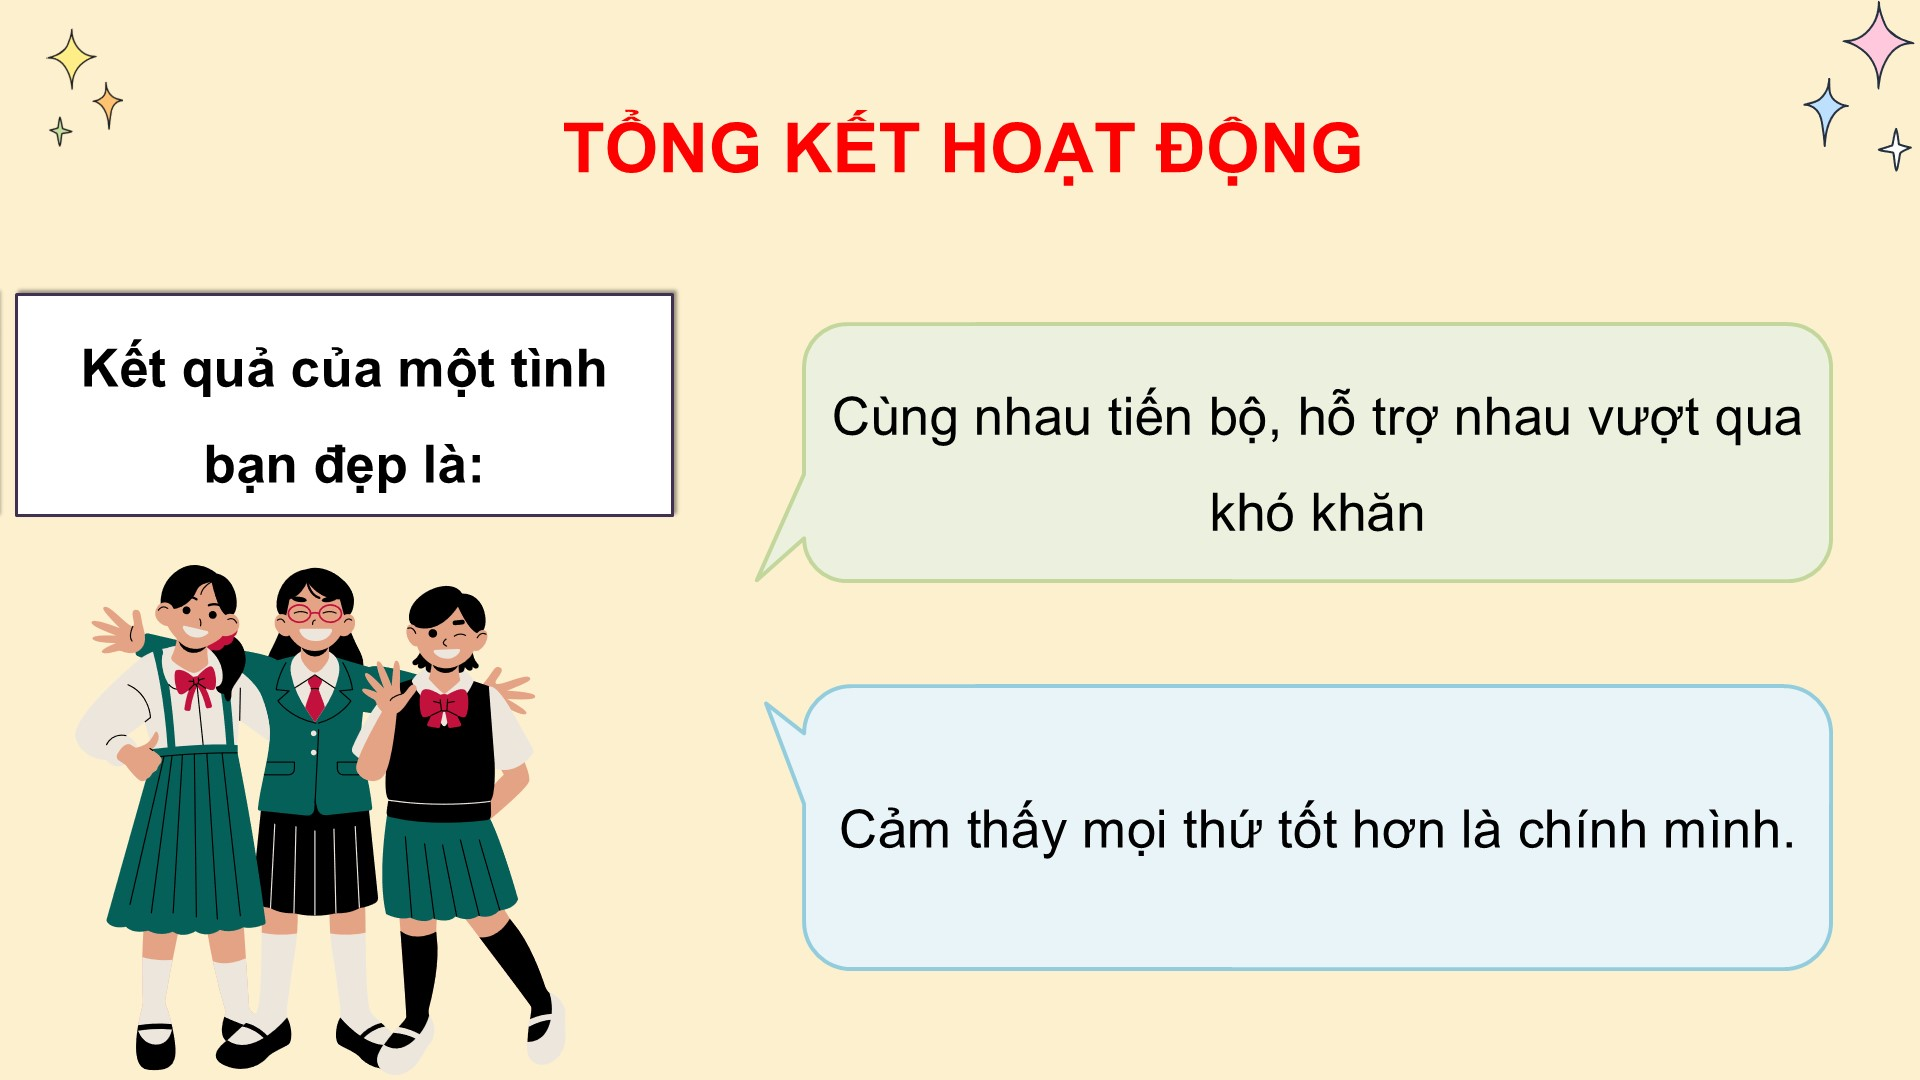 TỔNG KẾT HOẠT ĐỘNG
Kết quả của một tình
bạn đẹp là:
Cùng nhau tiến bộ, hỗ trợ nhau vượt qua
khó khăn
Cảm thấy mọi thứ tốt hơn là chính mình.